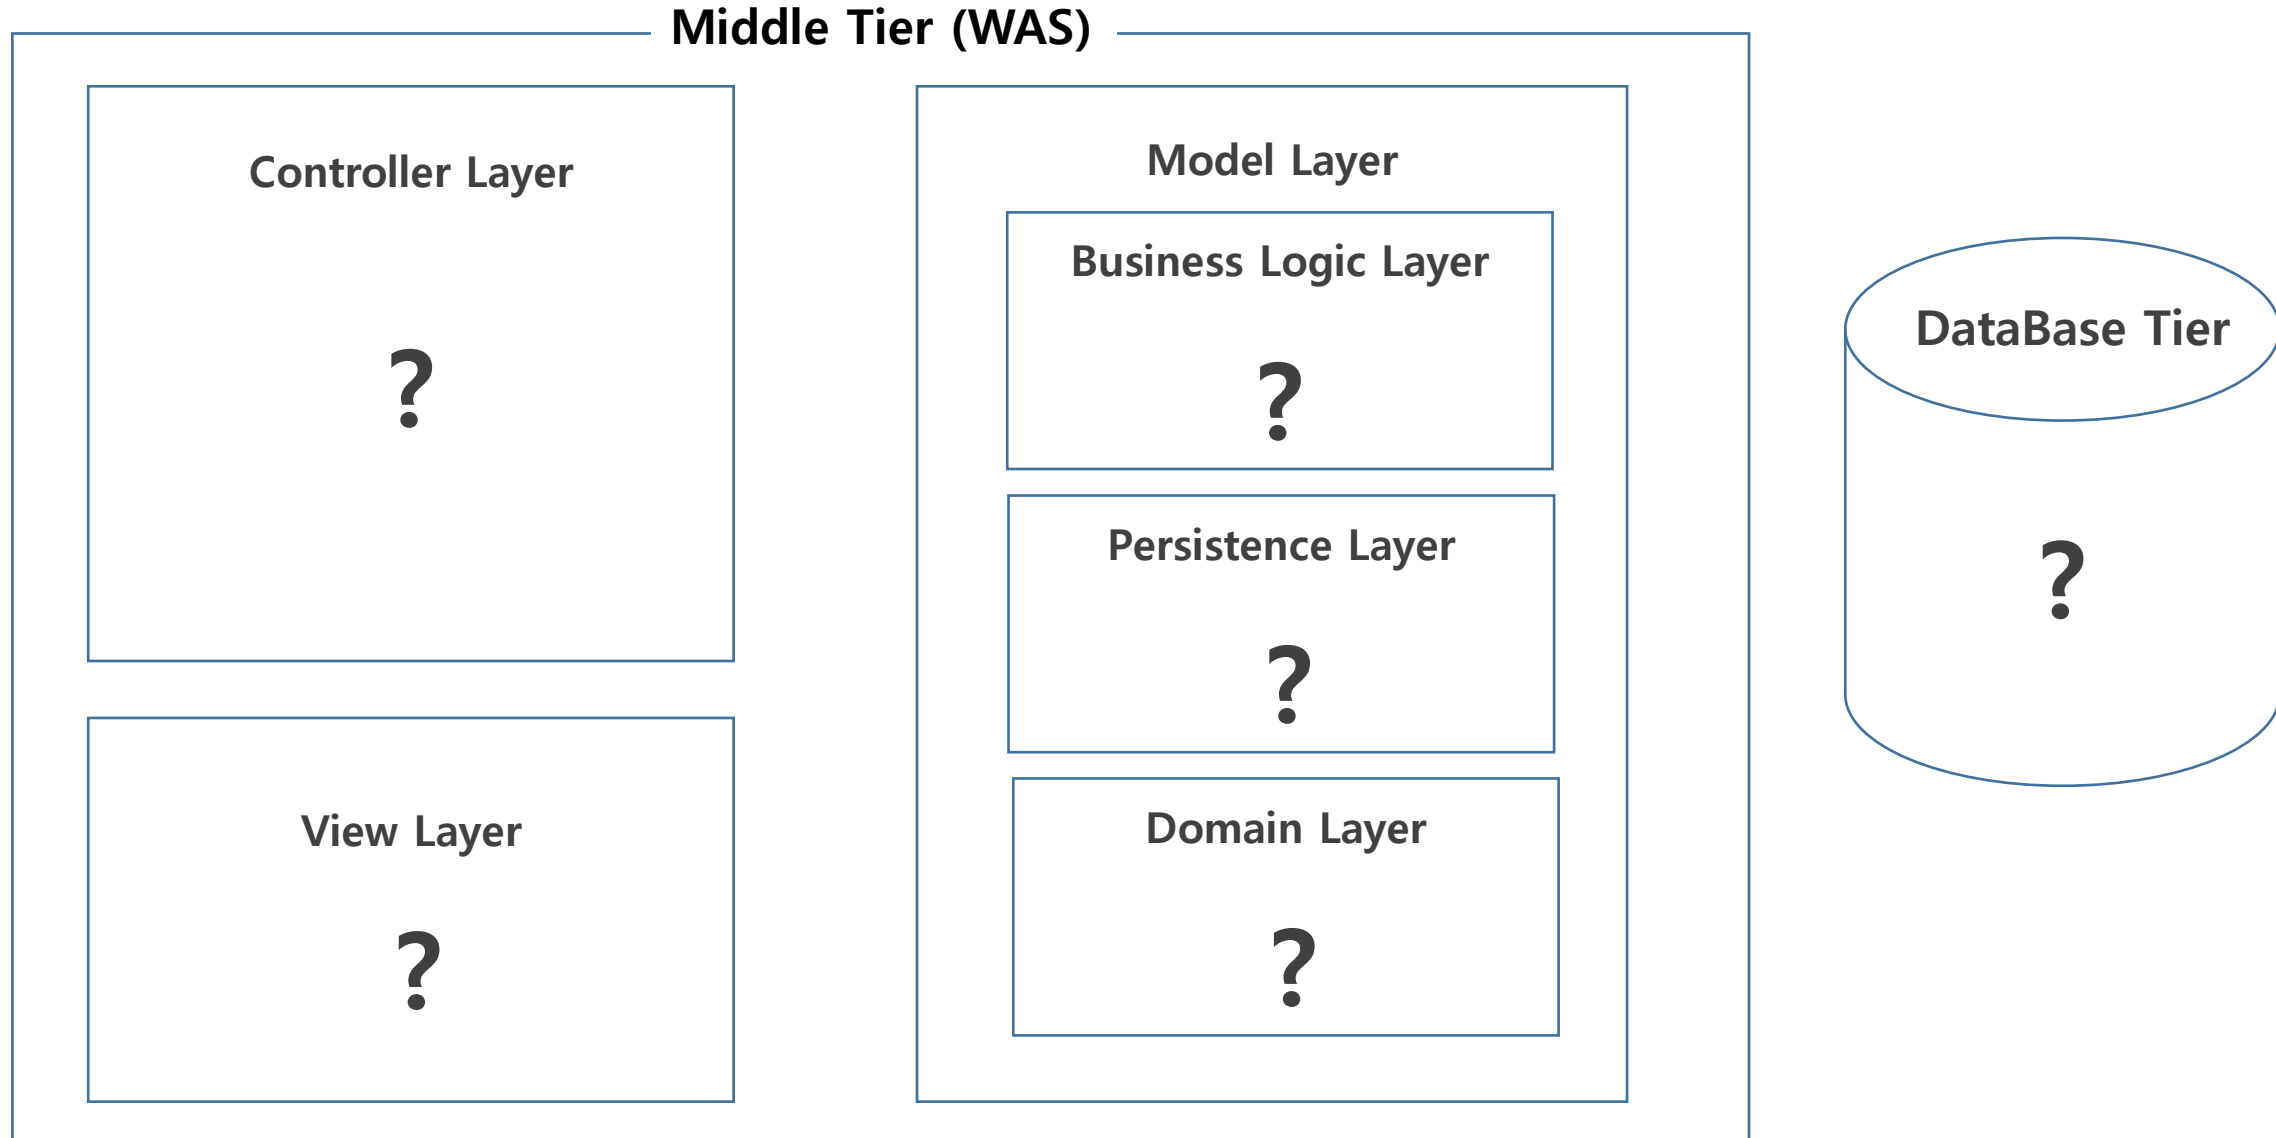 Middle Tier (WAS)
Controller Layer
?
View Layer
?
Model Layer
Business Logic Layer
?
Persistence Layer
?
Domain Layer
?
DataBase Tier
?